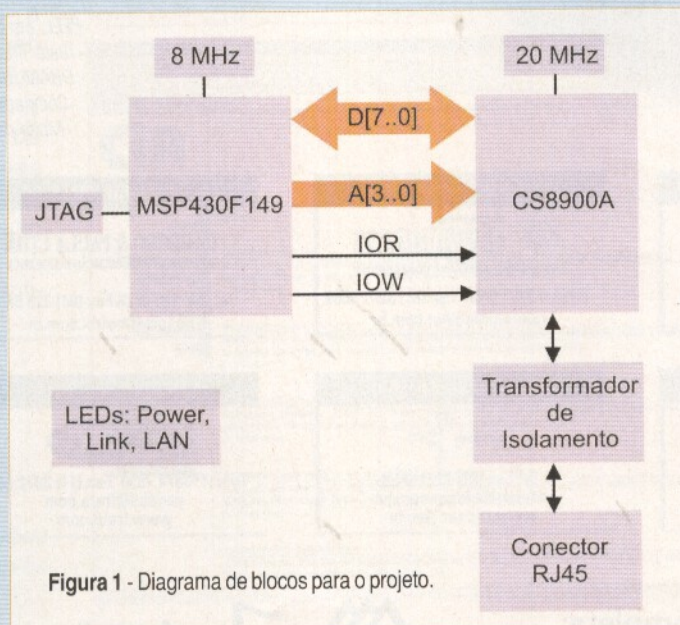 8 MHz
20 MHz
D[7..0]
A[3..0]
JTAG
MSP430F149
CS8900A
IOR
IOW
LEDs: Power,
Link, LAN
Transformador
de
Isolamento
Conector
RJ45
Figura 1 - Diagrama de blocos para o projeto.